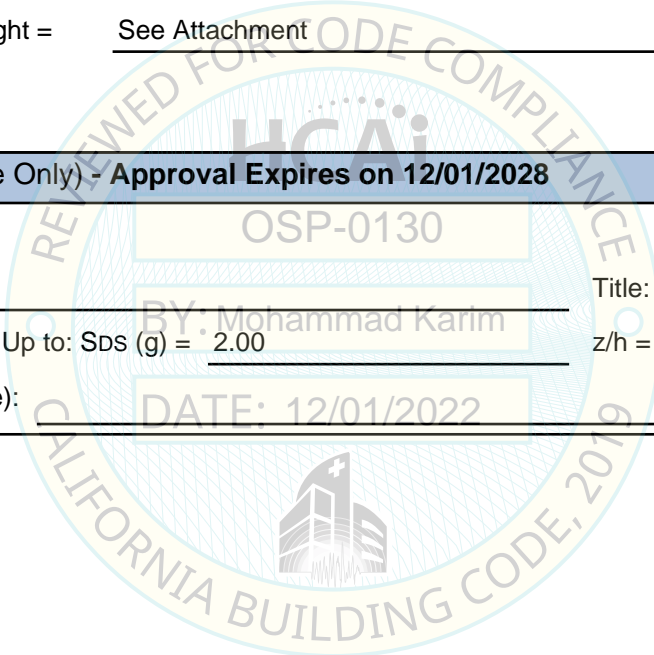 ght = See Attachment
REVIEWED FOR CODE COMPLIANCE
HCAi
e Only) - Approval Expires on 12/01/2028
OSP-0130
Title:
BY: Mohammad Karim
Up to: SDS (g) = 2.00 z/h =
e):
DATE: 12/01/2022
CALIFORNIA BUILDING CODE, 2019